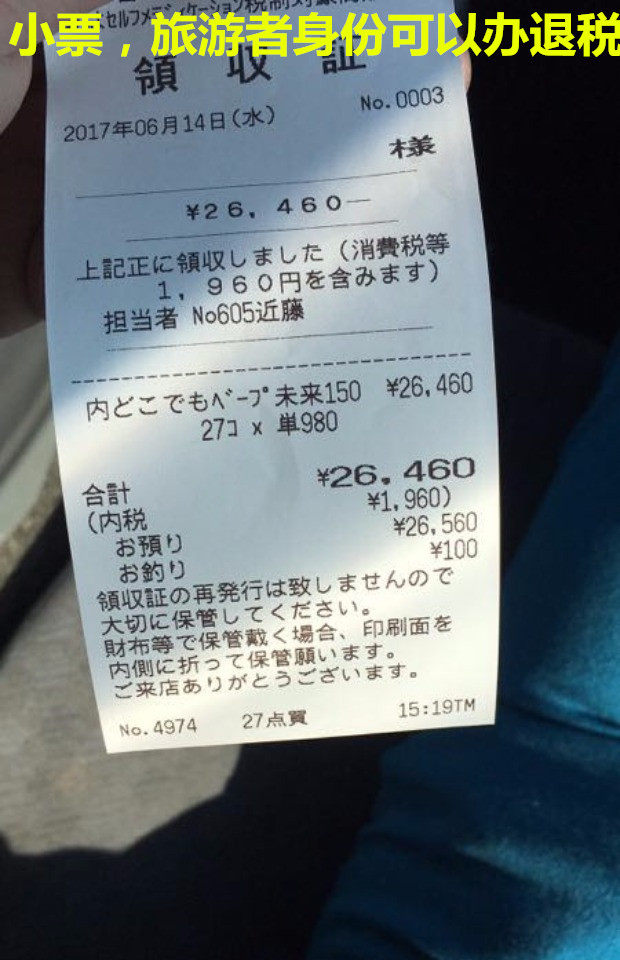 小票，旅游者身份可以办退税
領収証
2017年06月14日(水) No.0003
様
¥26,460―
上記正に領収しました（消費税等
1,960円を含みます）
担当者 No605近藤
内どこでもﾍﾞｰﾌﾟ未来150 ¥26,460
27コ x 単980
合計 ¥26,460
(内税 ¥1,960)
お預り ¥26,560
お釣り ¥100
領収証の再発行は致しませんので
大切に保管してください。
財布等で保管戴く場合、印刷面を
内側に折って保管願います。
ご来店ありがとうございます。
No.4974 27点買 15:19TM